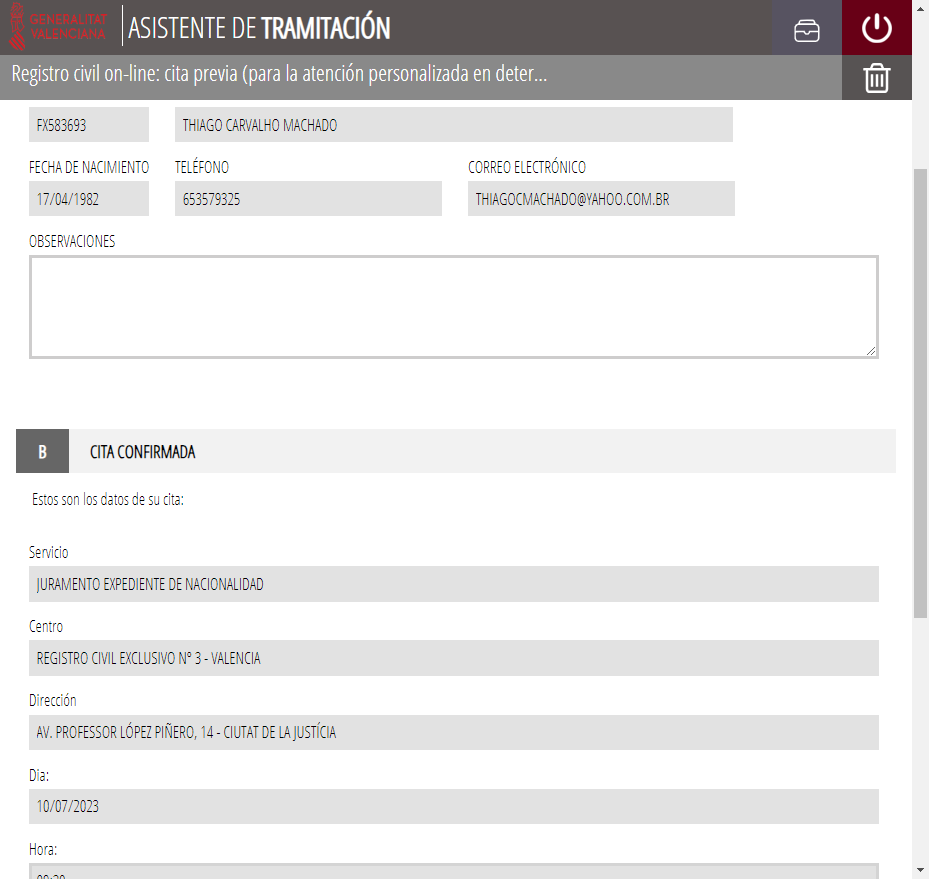 GENERALITAT
VALENCIANA
ASISTENTE DE TRAMITACIÓN
Registro civil on-line: cita previa (para la atención personalizada en deter...
FX583693 THIAGO CARVALHO MACHADO
FECHA DE NACIMIENTO TELÉFONO CORREO ELECTRÓNICO
17/04/1982 653579325 THIAGOCMACHADO@YAHOO.COM.BR
OBSERVACIONES
B CITA CONFIRMADA
Estos son los datos de su cita:
Servicio
JURAMENTO EXPEDIENTE DE NACIONALIDAD
Centro
REGISTRO CIVIL EXCLUSIVO Nº 3 - VALENCIA
Dirección
AV. PROFESSOR LÓPEZ PIÑERO, 14 - CIUTAT DE LA JUSTÍCIA
Dia:
10/07/2023
Hora: